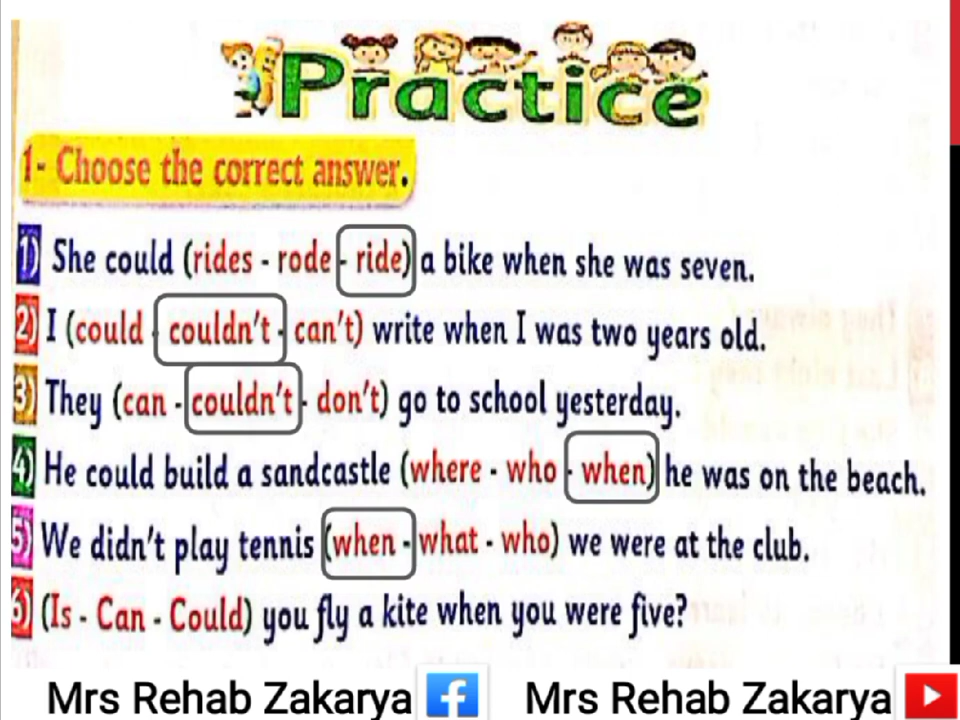 Practice
1- Choose the correct answer.
1) She could (rides - rode - ride) a bike when she was seven.
2) I (could - couldn't - can't) write when I was two years old.
3) They (can - couldn't - don't) go to school yesterday.
4) He could build a sandcastle (where - who - when) he was on the beach.
5) We didn't play tennis (when - what - who) we were at the club.
6) (Is - Can - Could) you fly a kite when you were five?
Mrs Rehab Zakarya f Mrs Rehab Zakarya